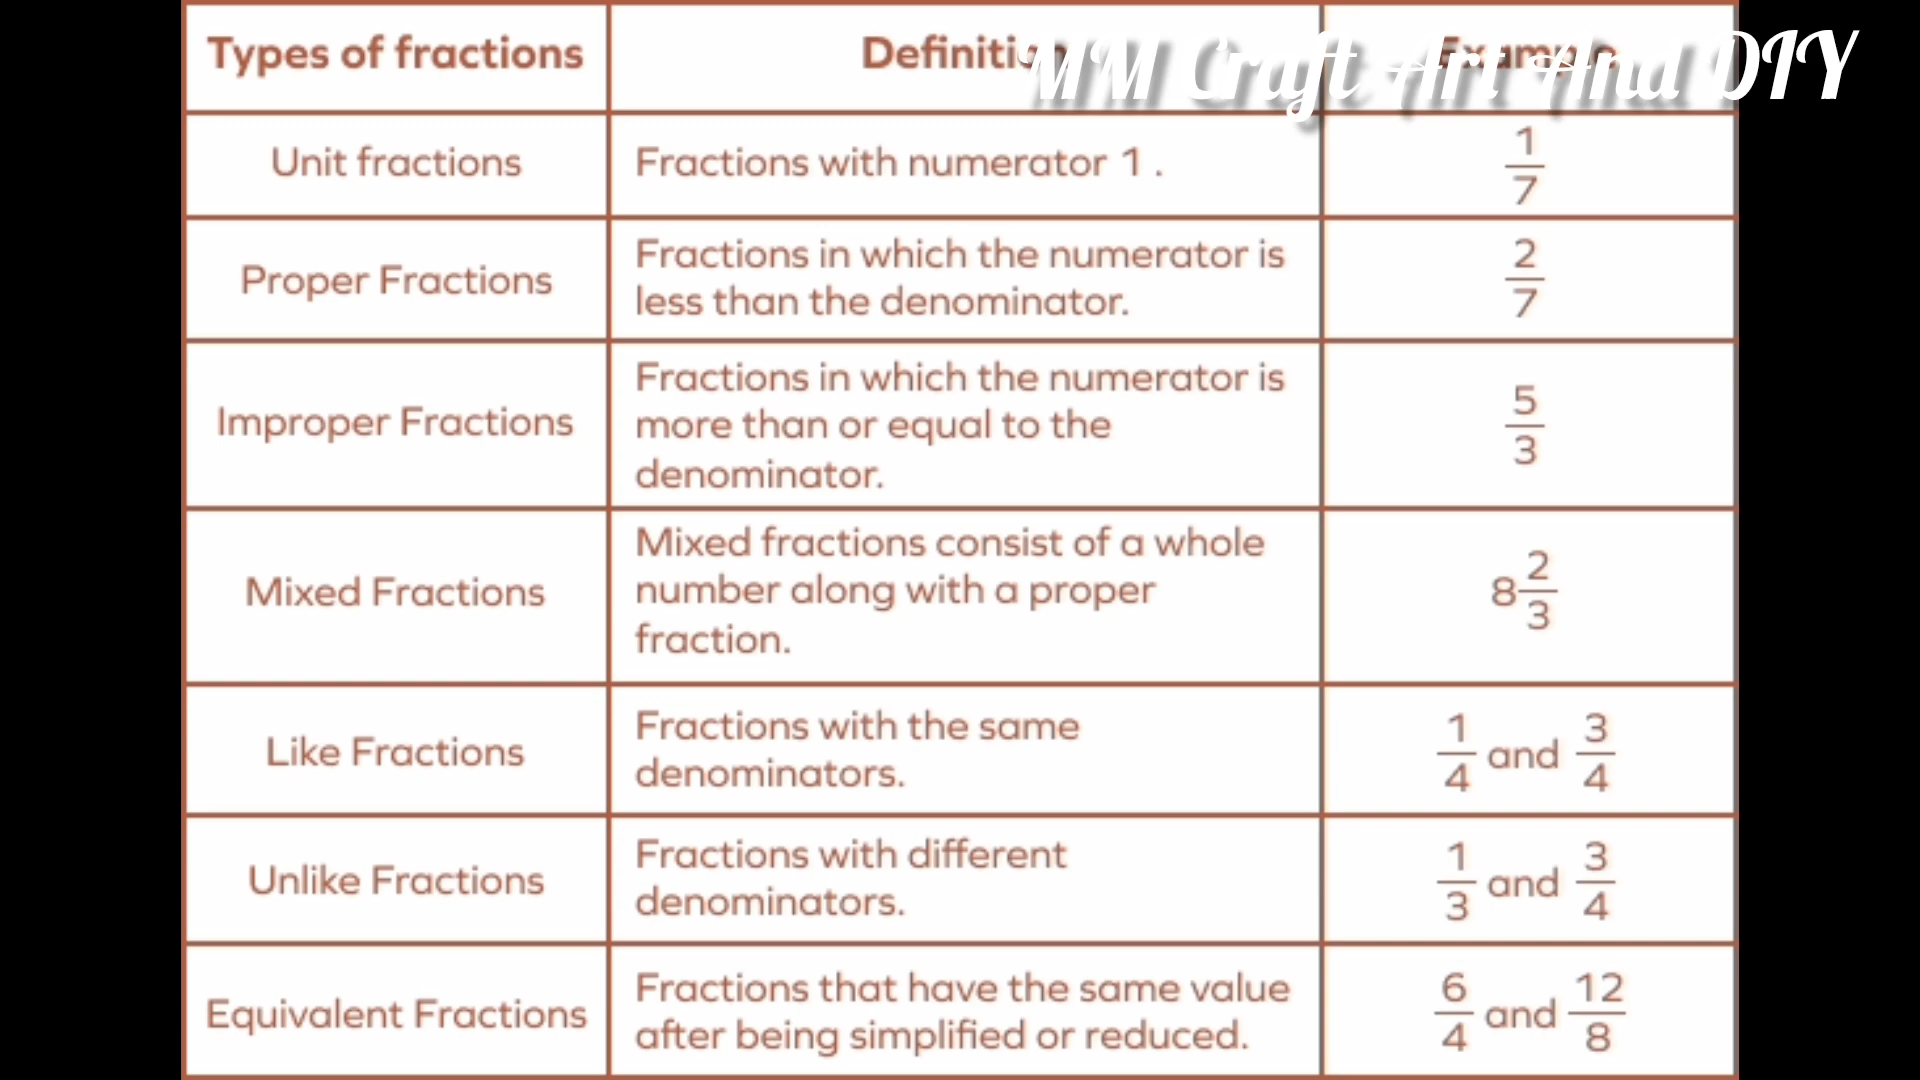 Types of fractions
MM Craft Art And DIY
Unit fractions
Fractions with numerator 1 .
1
7
Proper Fractions
Fractions in which the numerator is
less than the denominator.
2
7
Improper Fractions
Fractions in which the numerator is
more than or equal to the
denominator.
5
3
Mixed Fractions
Mixed fractions consist of a whole
number along with a proper
fraction.
8 2
3
Like Fractions
Fractions with the same
denominators.
1/4 and 3/4
Unlike Fractions
Fractions with different
denominators.
1/3 and 3/4
Equivalent Fractions
Fractions that have the same value
after being simplified or reduced.
6/4 and 12/8